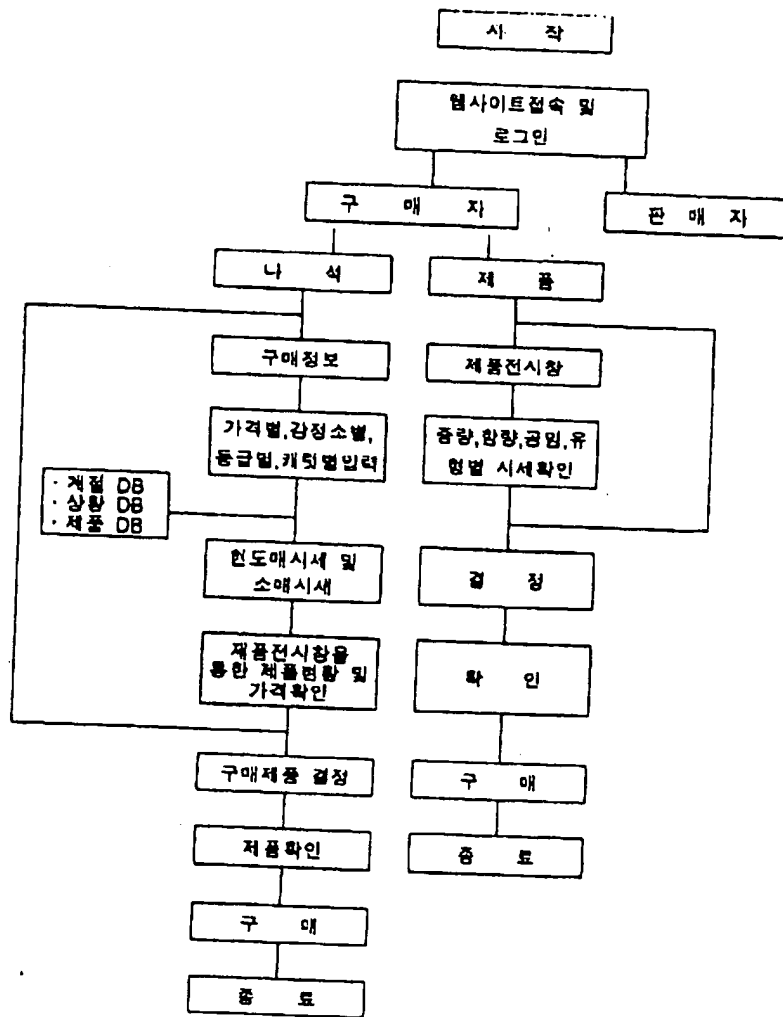 시 작
웹사이트접속 및
로그인
구 매 자
판 매 자
나 석
제 품
구매정보
제품전시창
가격별,감정소별,
등급별,캐럿별입력
중량,함량,공임,유
형별 시세확인
· 계절 DB
· 상황 DB
· 제품 DB
현도매시세 및
소매시세
결 정
제품전시창을
통한 제품현황 및
가격확인
확 인
구매제품 결정
구 매
제품확인
종 료
구 매
종 료